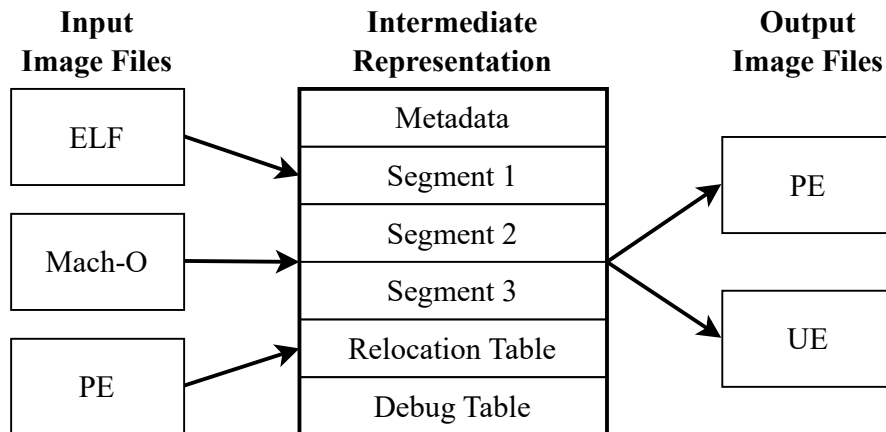 Input
Image Files
Intermediate
Representation
Output
Image Files
ELF
Mach-O
PE
Metadata
Segment 1
Segment 2
Segment 3
Relocation Table
Debug Table
PE
UE